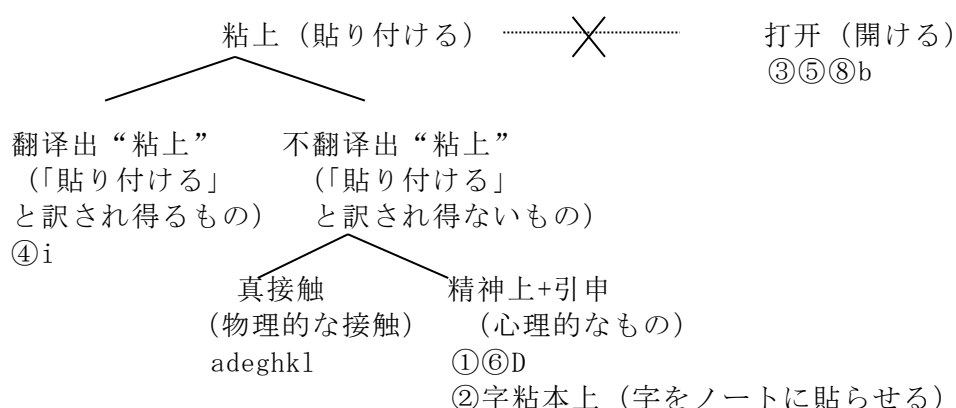 粘上（貼り付ける） 打开（開ける）
③⑤⑧b
翻译出“粘上” 不翻译出“粘上”
（「貼り付ける」 （「貼り付ける」
と訳され得るもの） と訳され得ないもの）
④i
真接触 精神上+引申
（物理的な接触） （心理的なもの）
adeghkl ①⑥D
②字粘本上（字をノートに貼らせる）